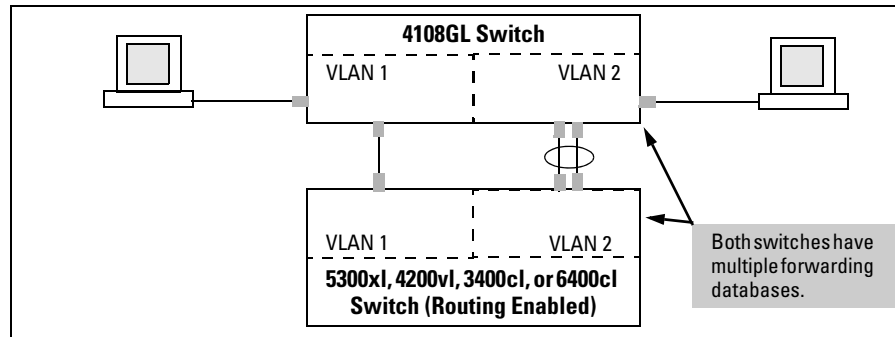 4108GL Switch
VLAN 1
VLAN 2
VLAN 1
VLAN 2
5300xl, 4200vl, 3400cl, or 6400cl
Switch (Routing Enabled)
Both switches have
multiple forwarding
databases.